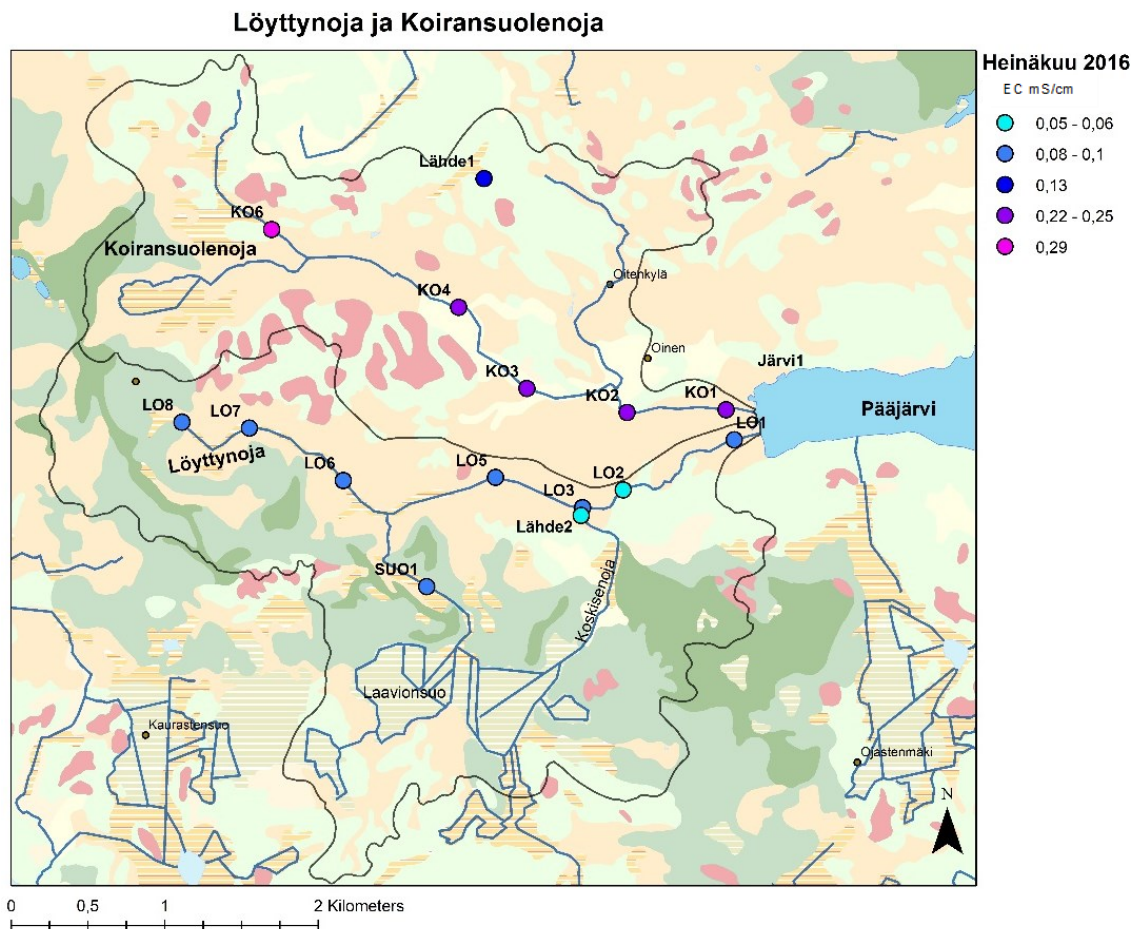 Löyttynoja ja Koiransuolenoja
Heinäkuu 2016
EC mS/cm
0,05 - 0,06
0,08 - 0,1
0,13
0,22 - 0,25
0,29
Lähde1
KO6
Koiransuolenoja
Oitenkylä
KO4
Oinen
Järvi1
KO3
KO2
KO1
Pääjärvi
LO8
LO7
LO1
Löyttynoja
LO6
LO5
LO2
LO3
Lähde2
SUO1
Koskisenoja
Laavionsuo
Kaurastensuo
Ojastenmäki
N
0 0,5 1 2 Kilometers